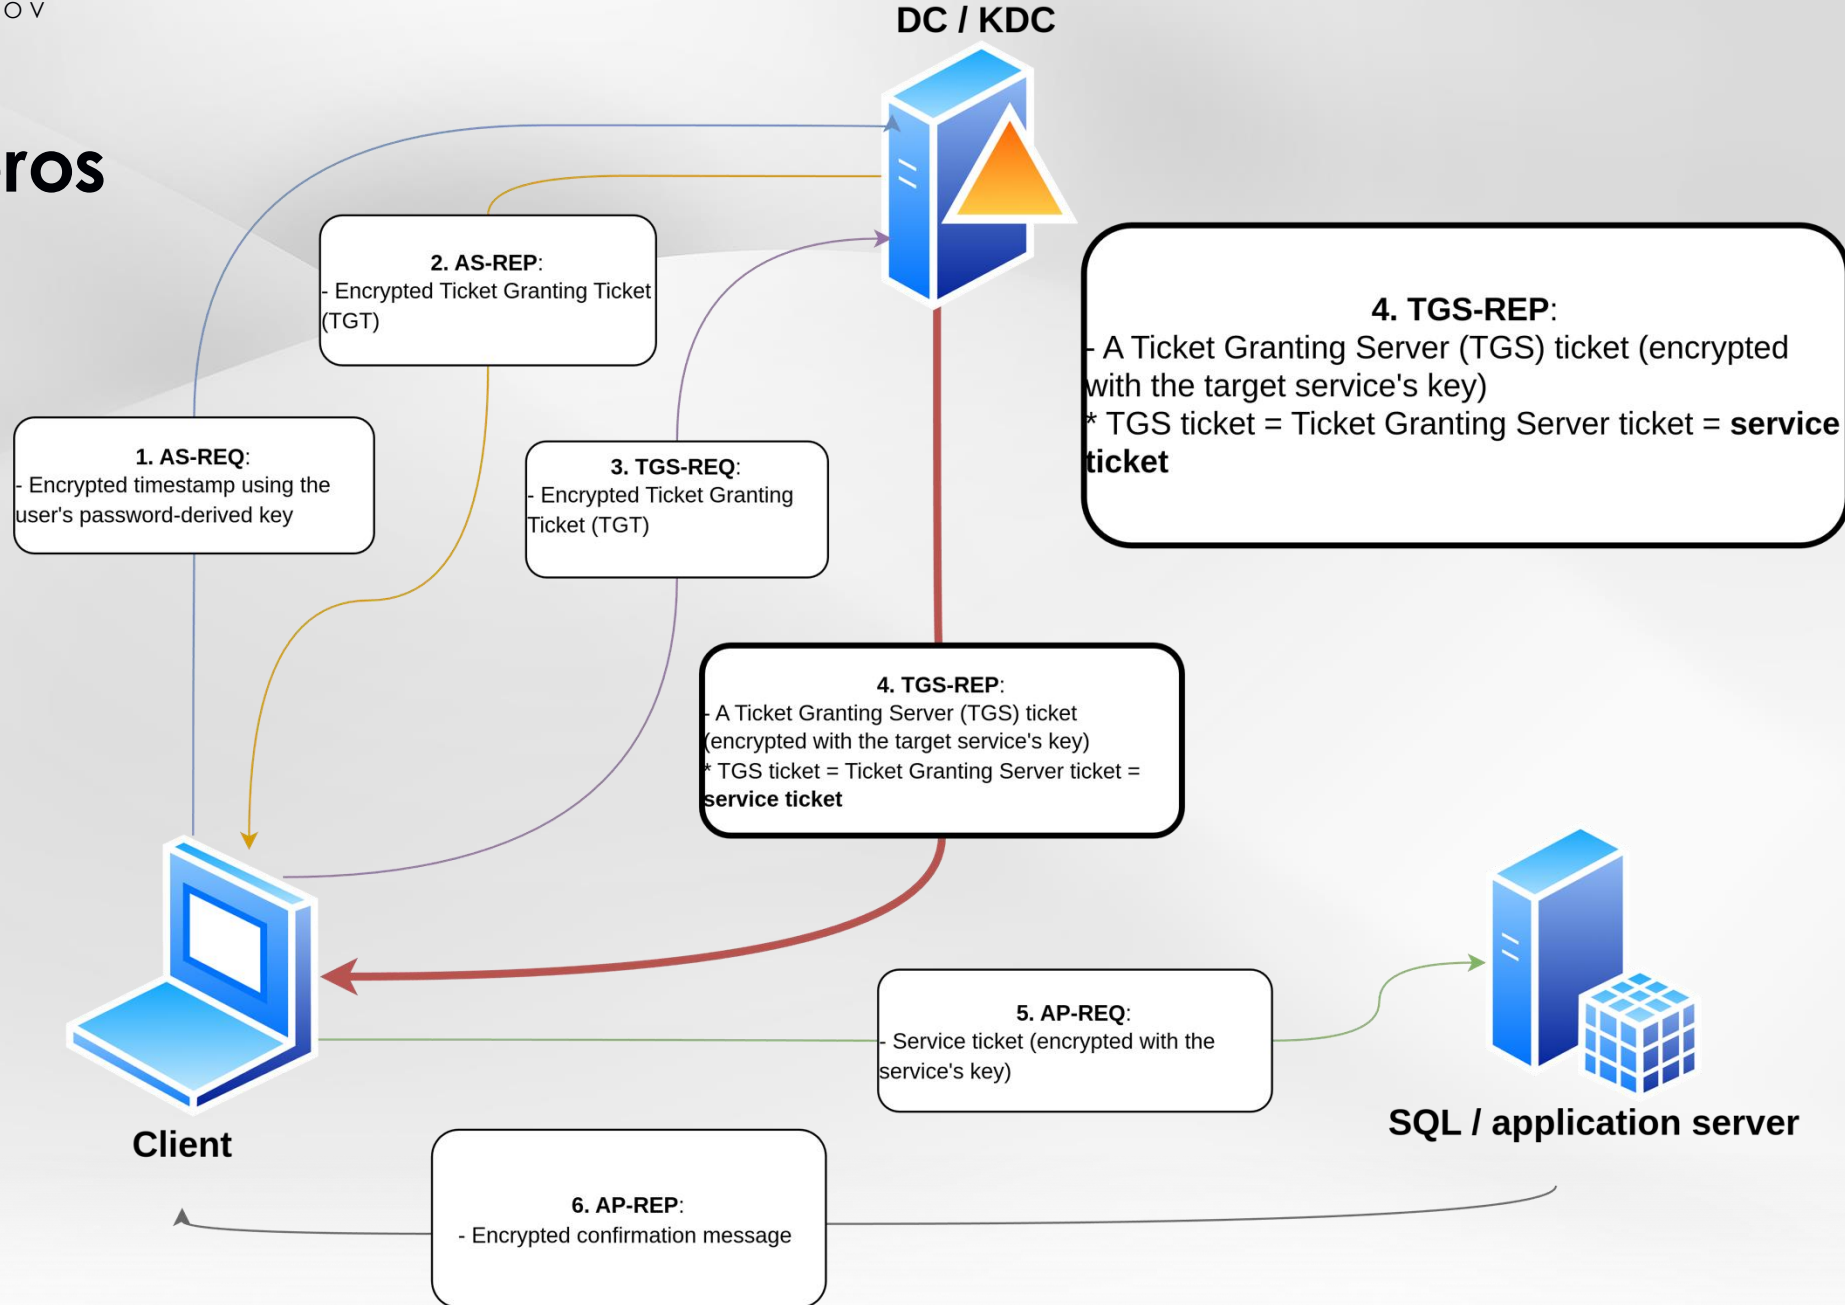 O V
DC / KDC
ros
2. AS-REP:
- Encrypted Ticket Granting Ticket
(TGT)
4. TGS-REP:
- A Ticket Granting Server (TGS) ticket (encrypted
with the target service's key)
* TGS ticket = Ticket Granting Server ticket = service
ticket
1. AS-REQ:
- Encrypted timestamp using the
user's password-derived key
3. TGS-REQ:
- Encrypted Ticket Granting
Ticket (TGT)
4. TGS-REP:
- A Ticket Granting Server (TGS) ticket
(encrypted with the target service's key)
* TGS ticket = Ticket Granting Server ticket =
service ticket
5. AP-REQ:
- Service ticket (encrypted with the
service's key)
Client
SQL / application server
6. AP-REP:
- Encrypted confirmation message